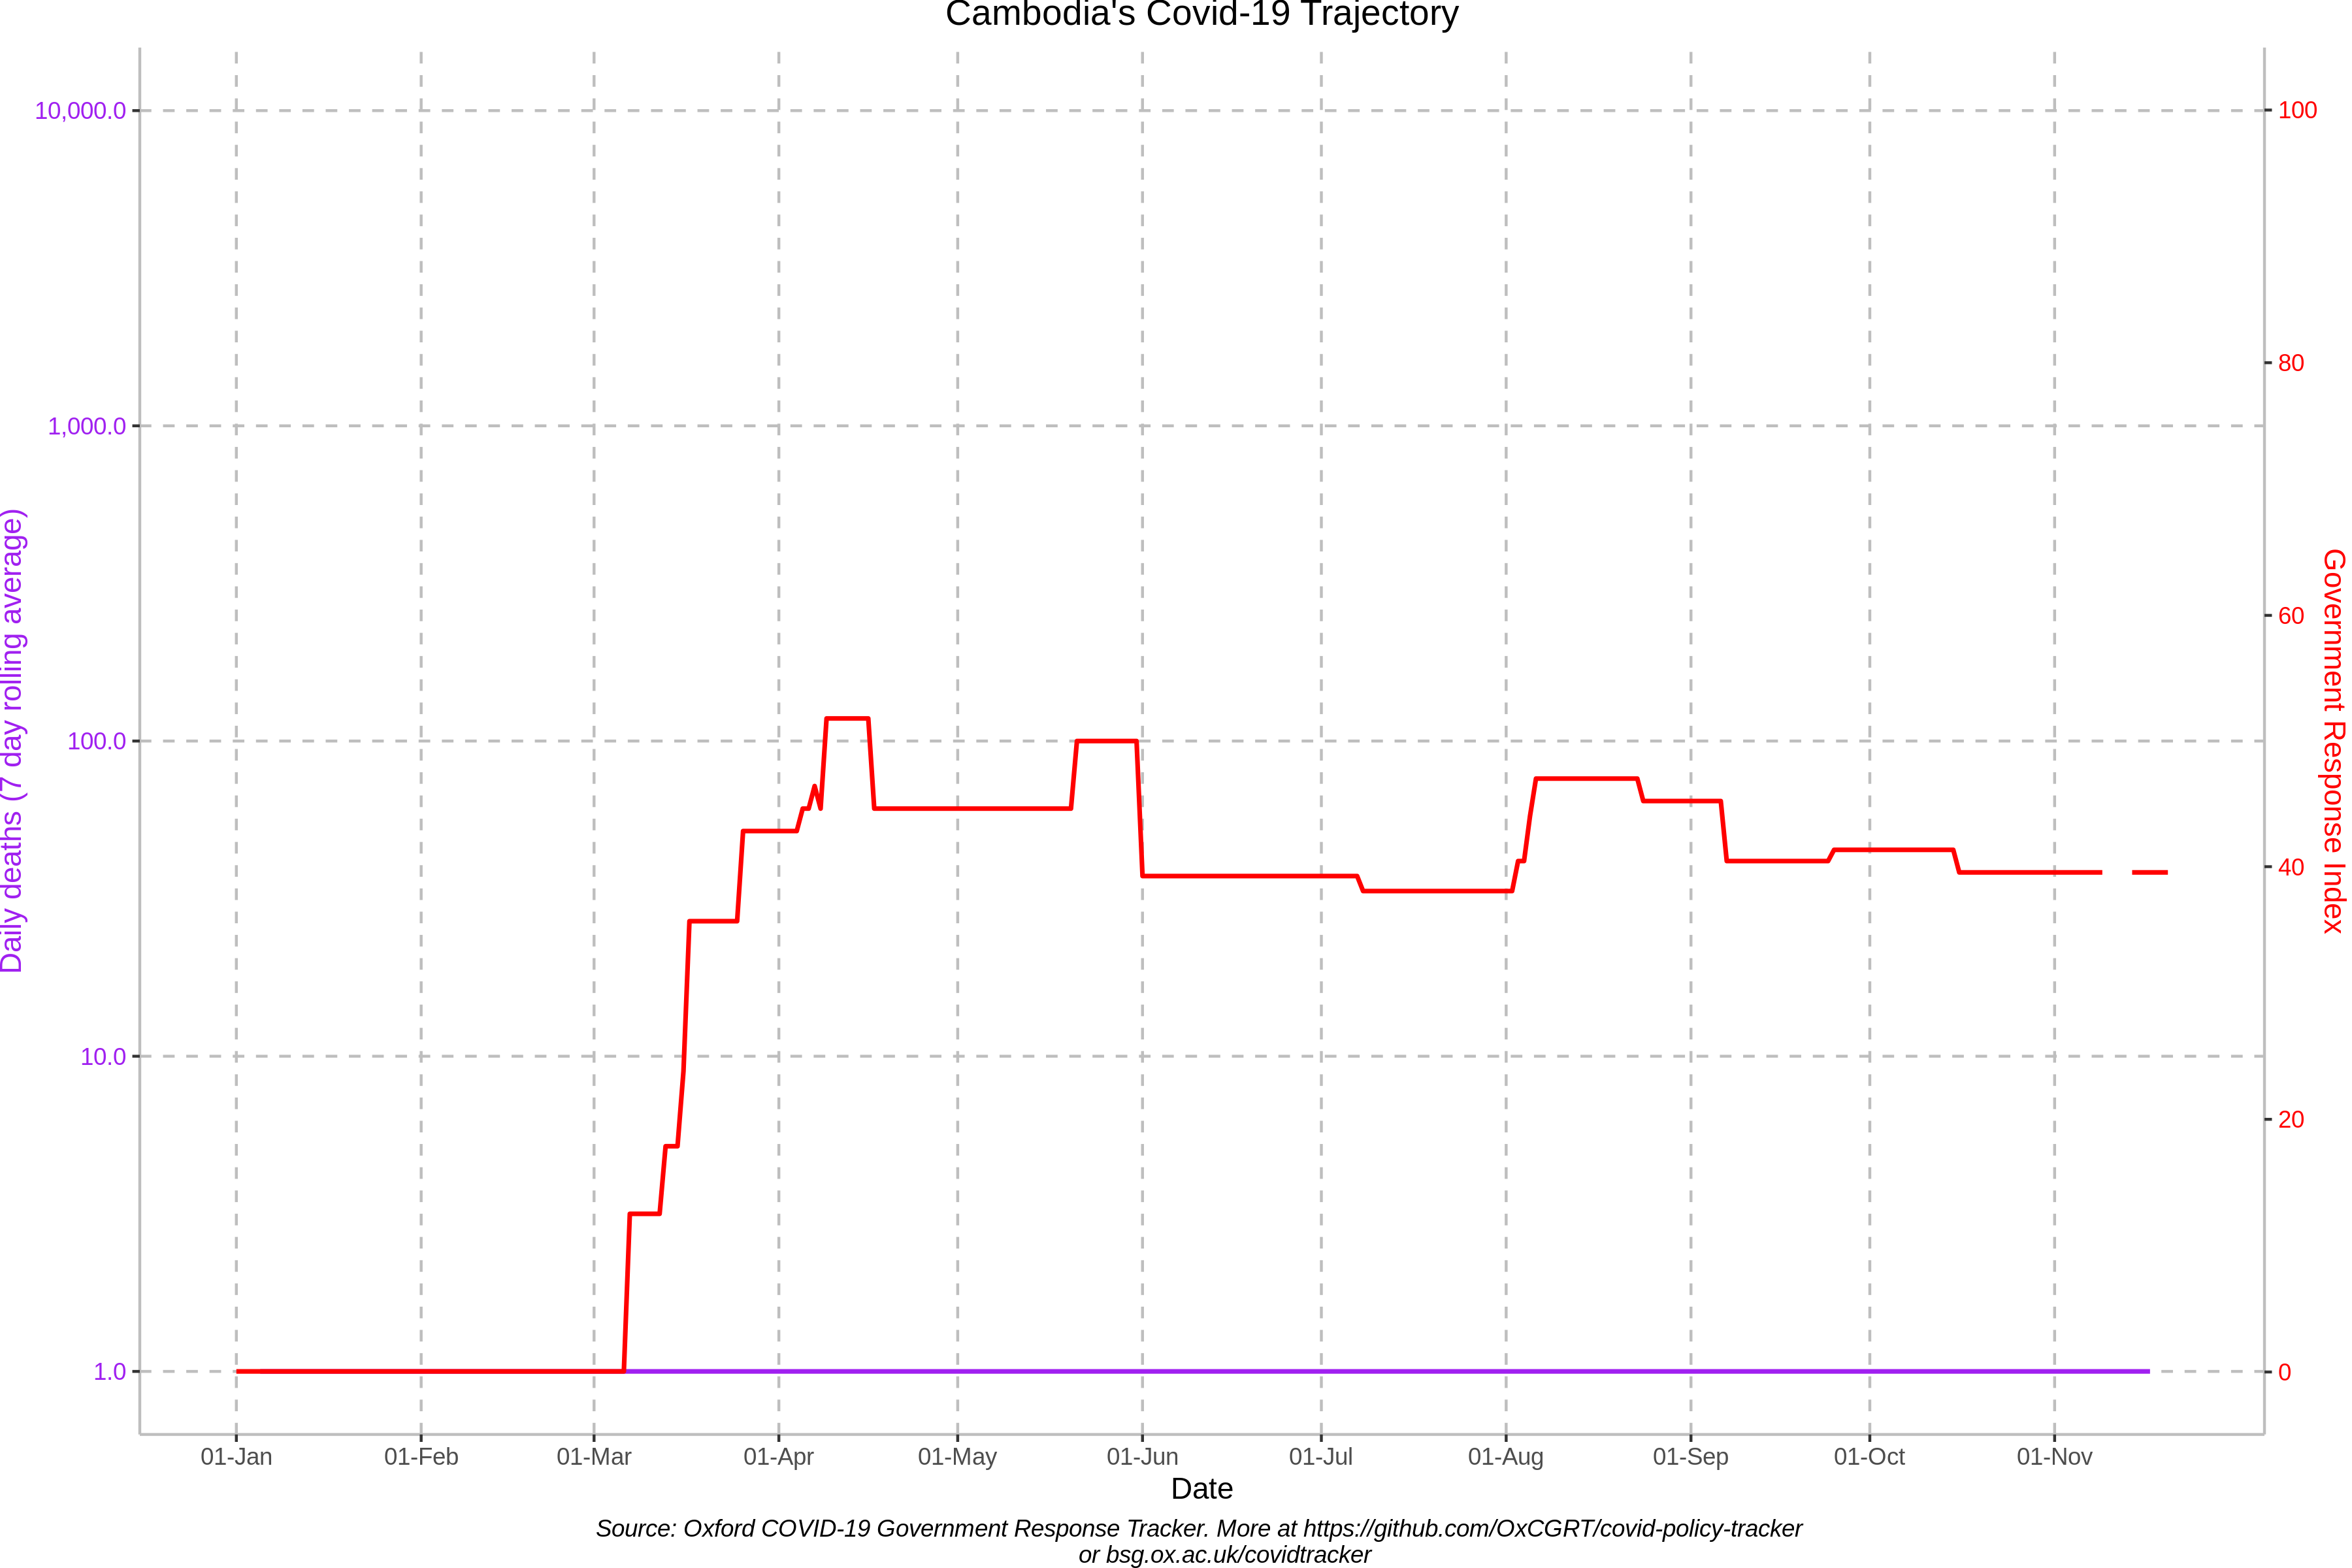 Cambodia's Covid-19 Trajectory
10,000.0
1,000.0
100.0
10.0
1.0
Daily deaths (7 day rolling average)
100
80
60
40
20
0
Government Response Index
01-Jan 01-Feb 01-Mar 01-Apr 01-May 01-Jun 01-Jul 01-Aug 01-Sep 01-Oct 01-Nov
Date
Source: Oxford COVID-19 Government Response Tracker. More at https://github.com/OxCGRT/covid-policy-tracker
or bsg.ox.ac.uk/covidtracker